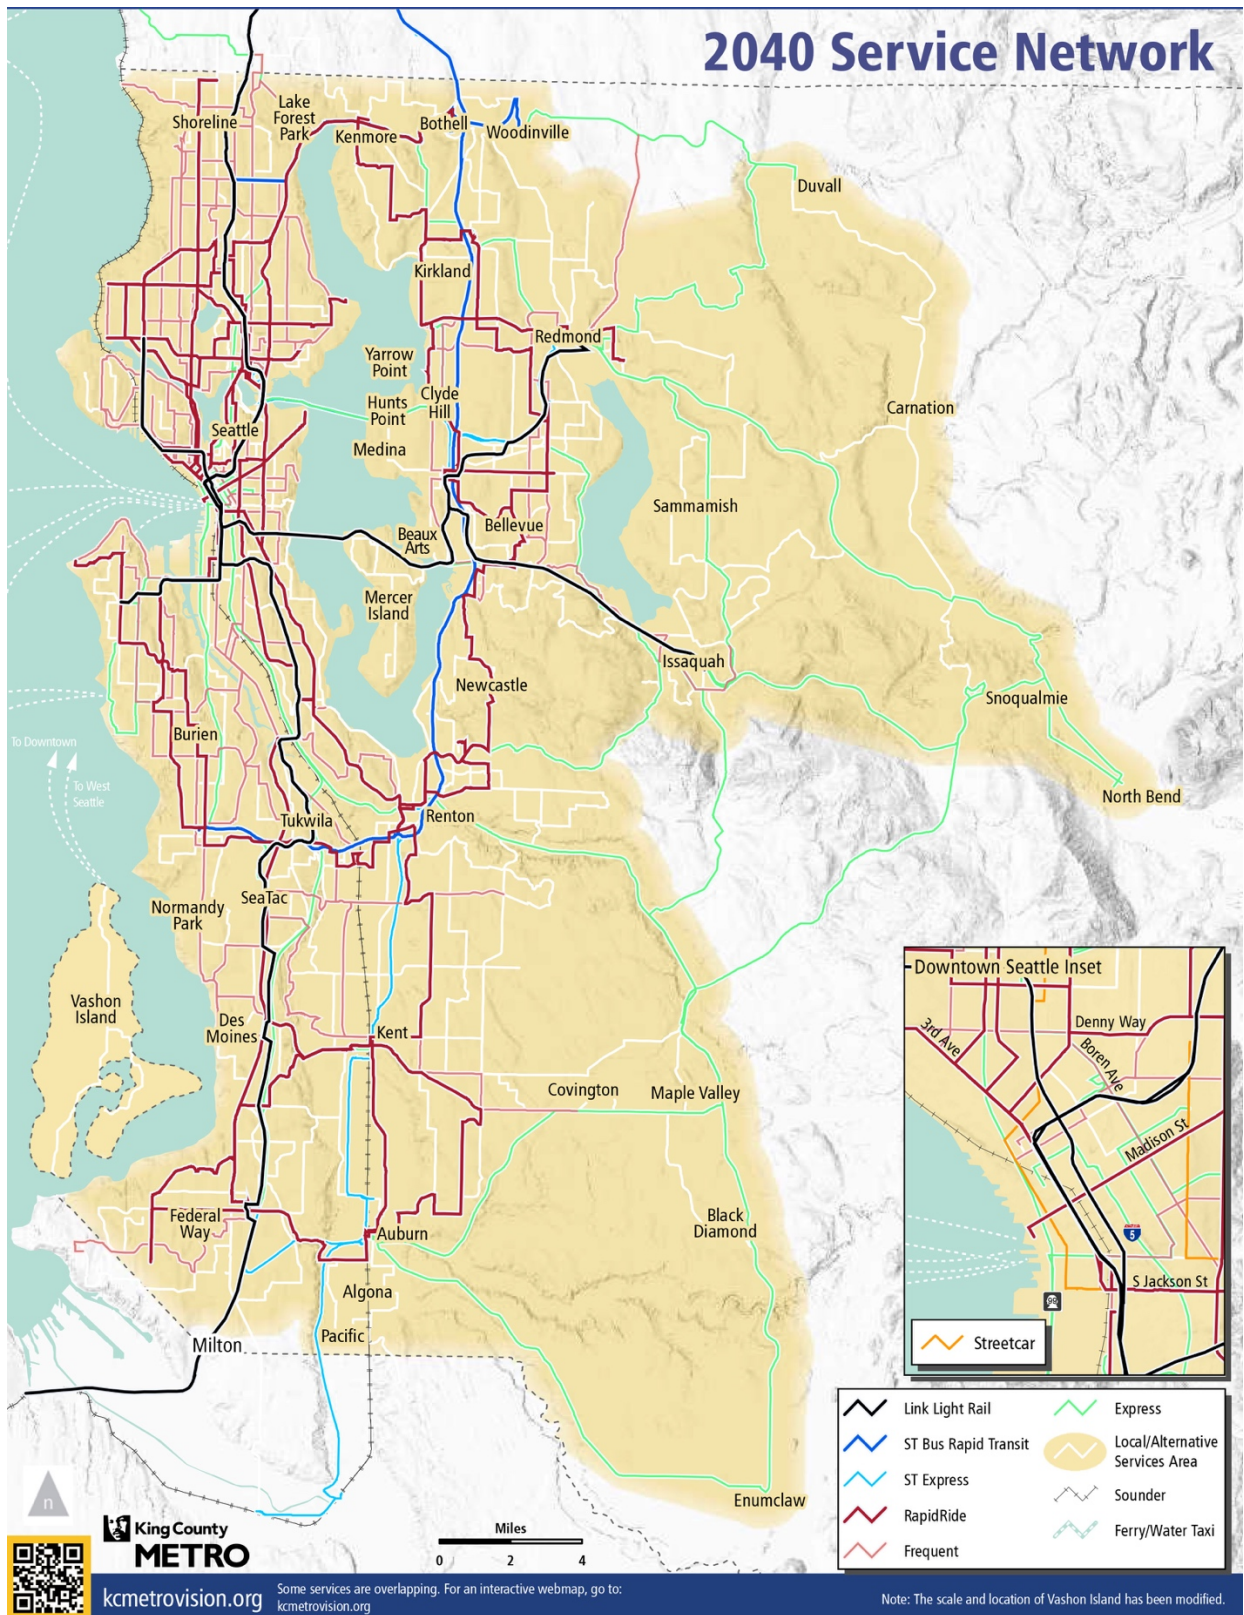 2040 Service Network
Shoreline
Lake
Forest
Park
Kenmore
Bothell
Woodinville
Duvall
Kirkland
Redmond
Yarrow
Point
Hunts
Point
Clyde
Hill
Medina
Seattle
Carnation
Sammamish
Bellevue
Beaux
Arts
Mercer
Island
Issaquah
Newcastle
Snoqualmie
North Bend
Burien
To Downtown
To West
Seattle
Tukwila
Renton
SeaTac
Normandy
Park
Vashon
Island
Des
Moines
Kent
Covington
Maple Valley
Black
Diamond
Federal
Way
Auburn
Algona
Pacific
Milton
Enumclaw
Downtown Seattle Inset
3rd Ave
Denny Way
Boren Ave
Madison St
5
S Jackson St
99
Streetcar
Link Light Rail
ST Bus Rapid Transit
ST Express
RapidRide
Frequent
Express
Local/Alternative
Services Area
Sounder
Ferry/Water Taxi
n
King County
METRO
Miles
0 2 4
kcmetrovision.org
Some services are overlapping. For an interactive webmap, go to:
kcmetrovision.org
Note: The scale and location of Vashon Island has been modified.